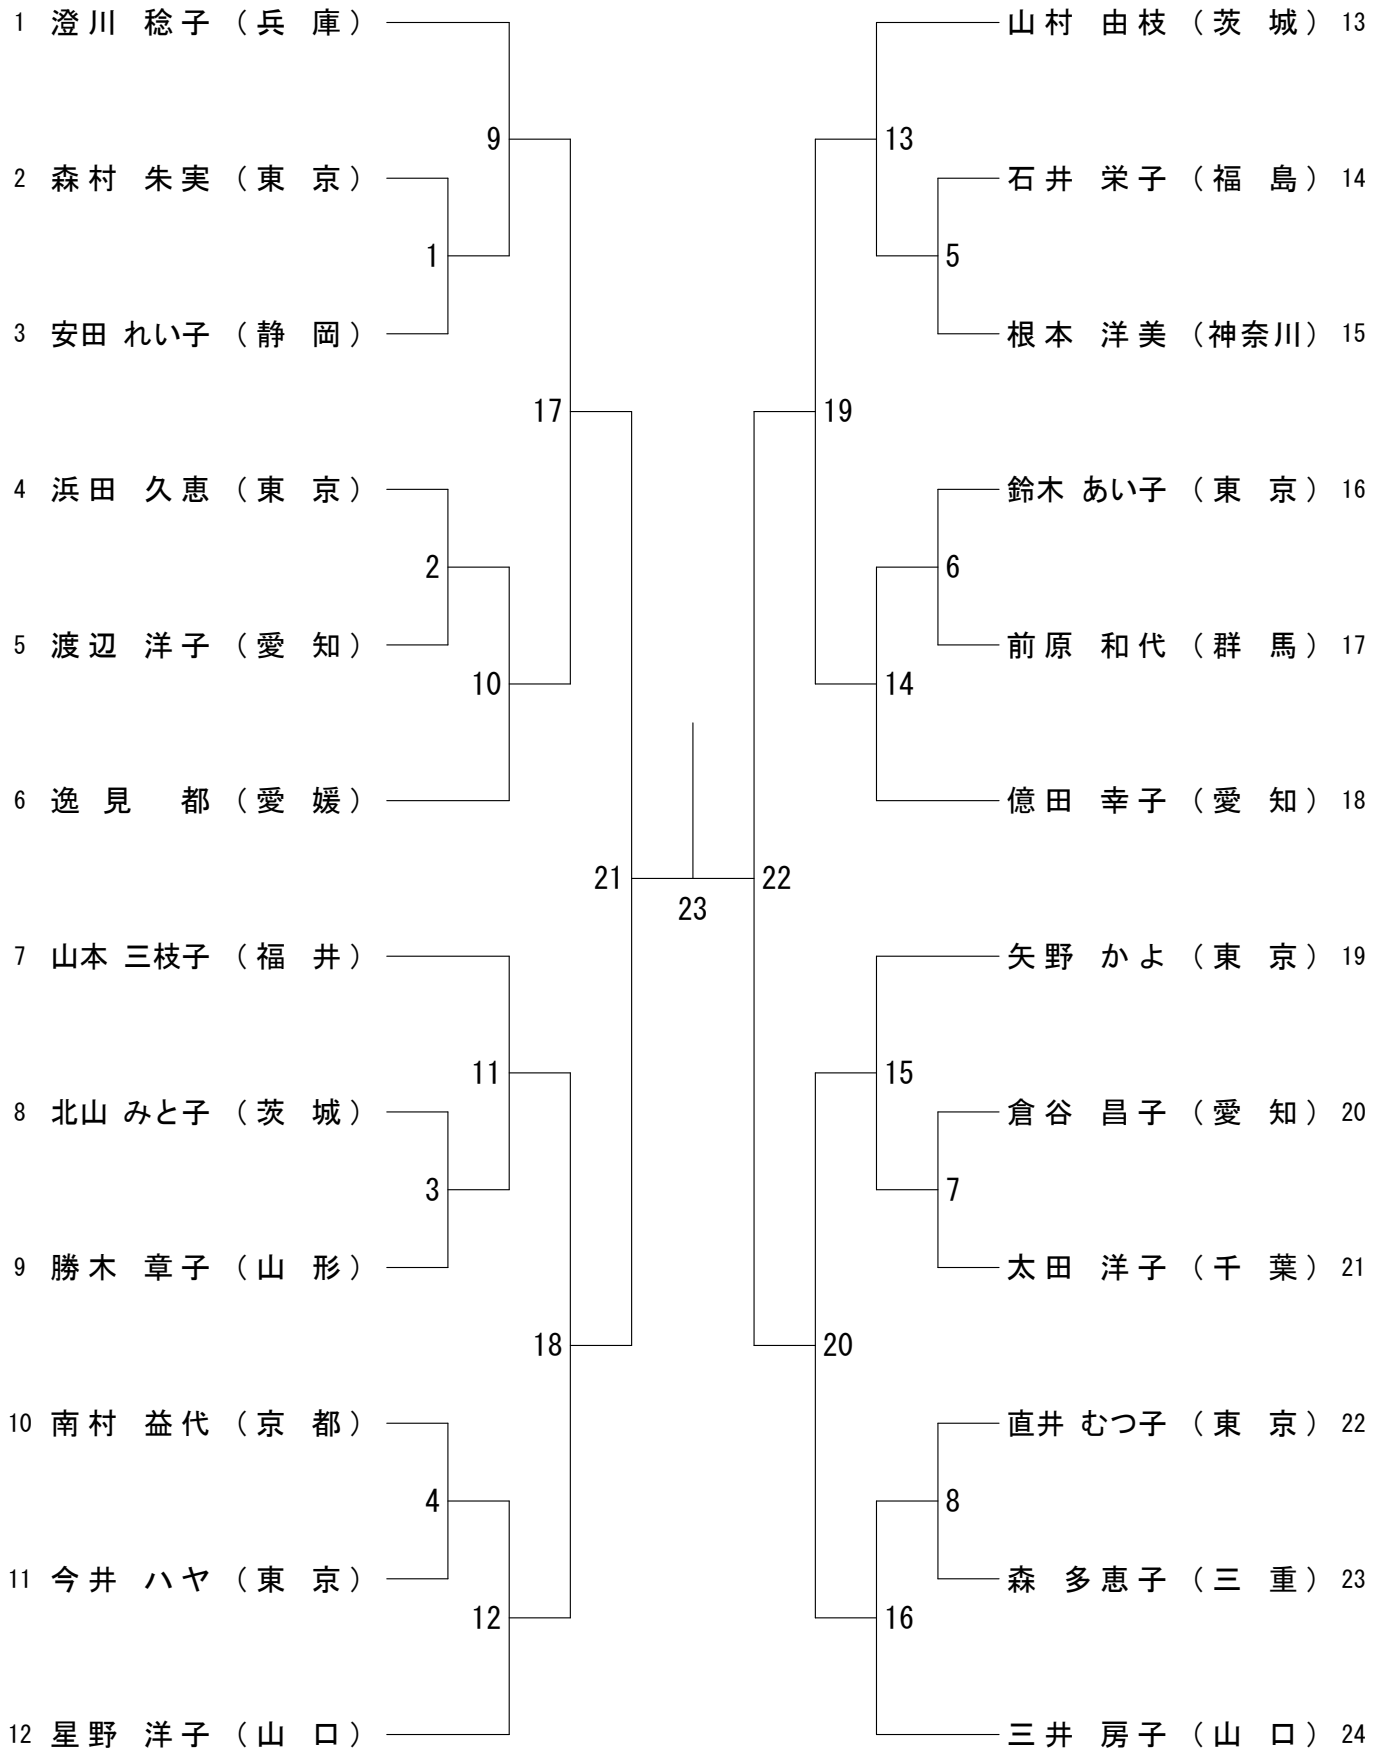 1 澄川 稔子 (兵 庫)
9
2 森村 朱実 (東 京)
1
3 安田 れい子 (静 岡)
17
4 浜田 久恵 (東 京)
2
5 渡辺 洋子 (愛 知)
10
6 逸見 都 (愛 媛)
21
7 山本 三枝子 (福 井)
11
8 北山 みと子 (茨 城)
3
9 勝木 章子 (山 形)
18
10 南村 益代 (京 都)
4
11 今井 ハヤ (東 京)
12
12 星野 洋子 (山 口)
23
山村 由枝 (茨 城) 13
13
石井 栄子 (福 島) 14
5
根本 洋美 (神奈川) 15
19
鈴木 あい子 (東 京) 16
6
前原 和代 (群 馬) 17
14
億田 幸子 (愛 知) 18
22
矢野 かよ (東 京) 19
15
倉谷 昌子 (愛 知) 20
7
太田 洋子 (千 葉) 21
20
直井 むつ子 (東 京) 22
8
森 多恵子 (三 重) 23
16
三井 房子 (山 口) 24